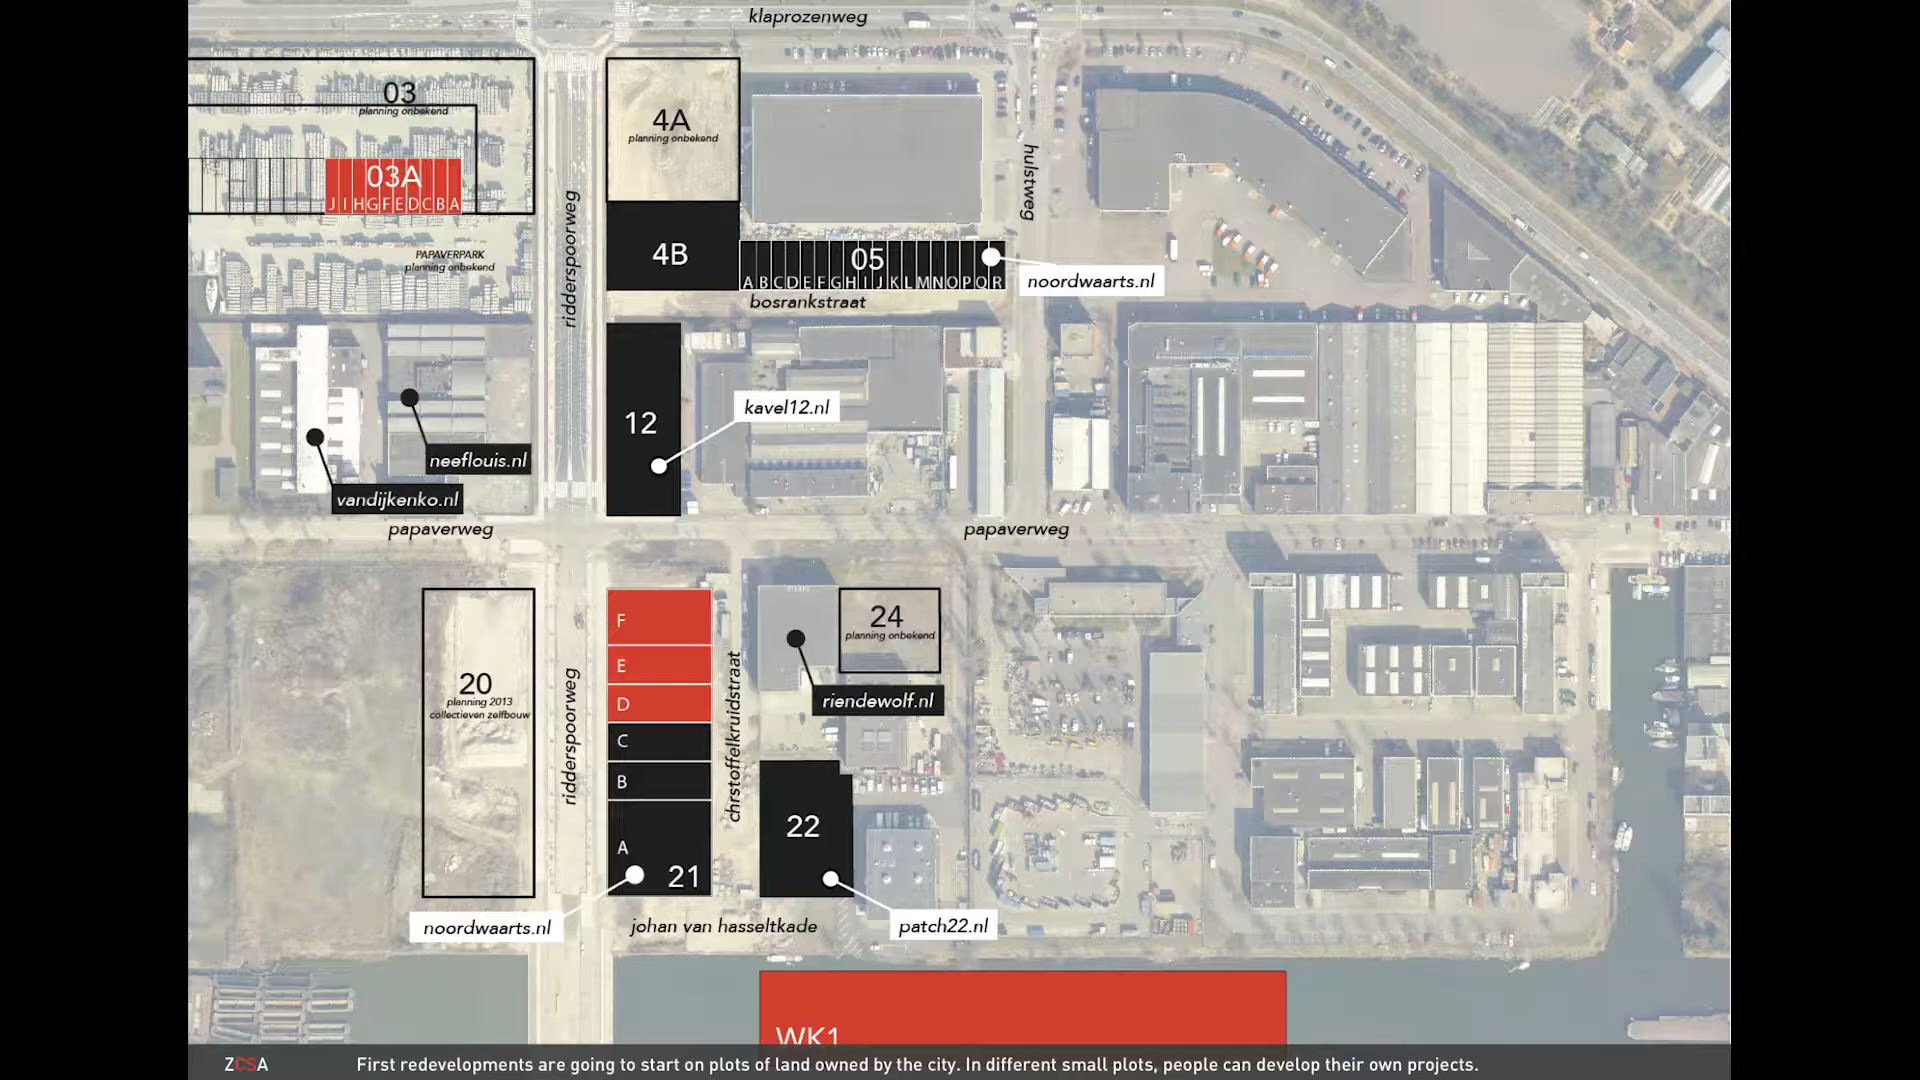 klaprozenweg
03
planning onbekend
4A
planning onbekend
hulstweg
03A
J I H G F E D C B A
ridderspoorweg
PAPAVERPARK
planning onbekend
4B
05
A B C D E F G H I J K L M N O P Q R
noordwaarts.nl
bosrankstraat
12
kavel12.nl
neeflouis.nl
vandijkenko.nl
papaverweg
papaverweg
20
planning 2013
collectieven zelfbouw
ridderspoorweg
F
E
D
C
B
A
21
chrstoffelkruidstraat
24
planning onbekend
riendewolf.nl
22
noordwaarts.nl
johan van hasseltkade
patch22.nl
WK1
ZCSA
First redevelopments are going to start on plots of land owned by the city. In different small plots, people can develop their own projects.